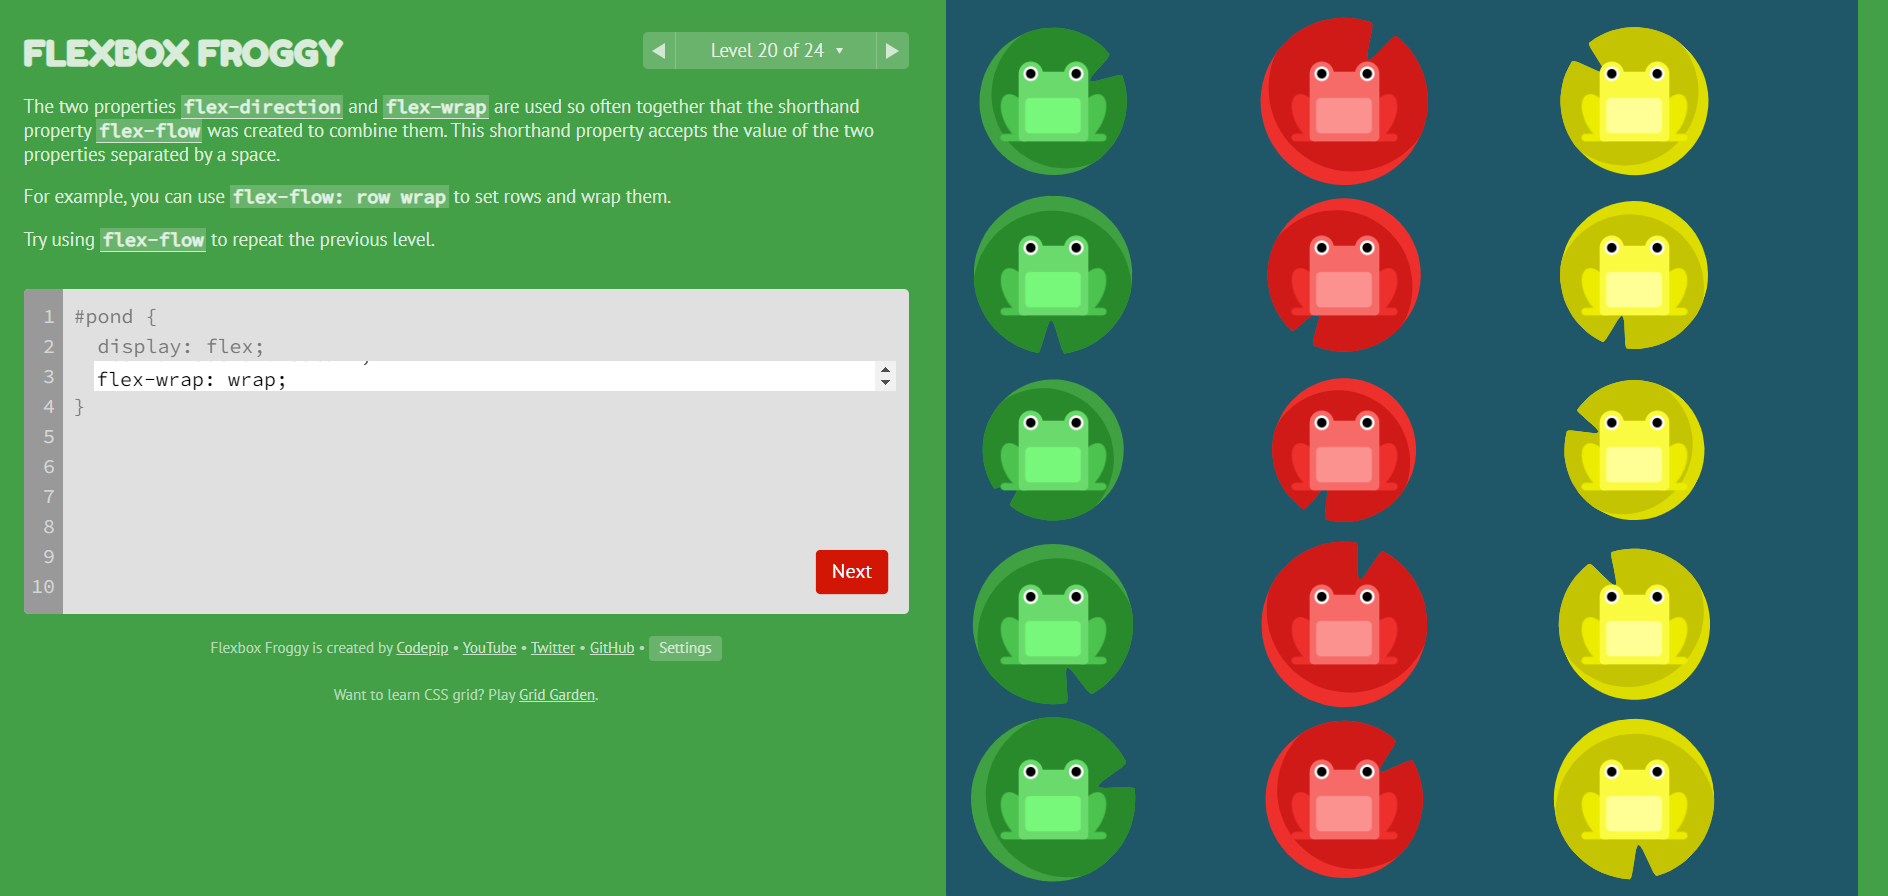 FLEXBOX FROGGY
◀ Level 20 of 24 ▼ ▶
The two properties flex-direction and flex-wrap are used so often together that the shorthand
property flex-flow was created to combine them. This shorthand property accepts the value of the two
properties separated by a space.
For example, you can use flex-flow: row wrap to set rows and wrap them.
Try using flex-flow to repeat the previous level.
1 #pond {
2 display: flex;
3 flex-wrap: wrap;
4 }
5
6
7
8
9
10
Next
Flexbox Froggy is created by Codepip • YouTube • Twitter • GitHub • Settings
Want to learn CSS grid? Play Grid Garden.